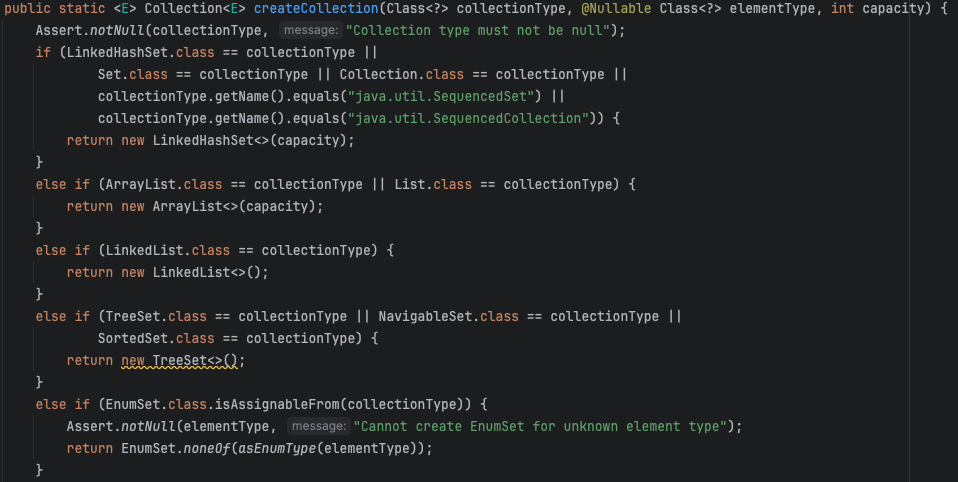 public static <E> Collection<E> createCollection(Class<?> collectionType, @Nullable Class<?> elementType, int capacity) {
    Assert.notNull(collectionType, message: "Collection type must not be null");
    if (LinkedHashSet.class == collectionType ||
            Set.class == collectionType || Collection.class == collectionType ||
            collectionType.getName().equals("java.util.SequencedSet") ||
            collectionType.getName().equals("java.util.SequencedCollection")) {
        return new LinkedHashSet<>(capacity);
    }
    else if (ArrayList.class == collectionType || List.class == collectionType) {
        return new ArrayList<>(capacity);
    }
    else if (LinkedList.class == collectionType) {
        return new LinkedList<>();
    }
    else if (TreeSet.class == collectionType || NavigableSet.class == collectionType ||
            SortedSet.class == collectionType) {
        return new TreeSet<>();
    }
    else if (EnumSet.class.isAssignableFrom(collectionType)) {
        Assert.notNull(elementType, message: "Cannot create EnumSet for unknown element type");
        return EnumSet.noneOf(asEnumType(elementType));
    }